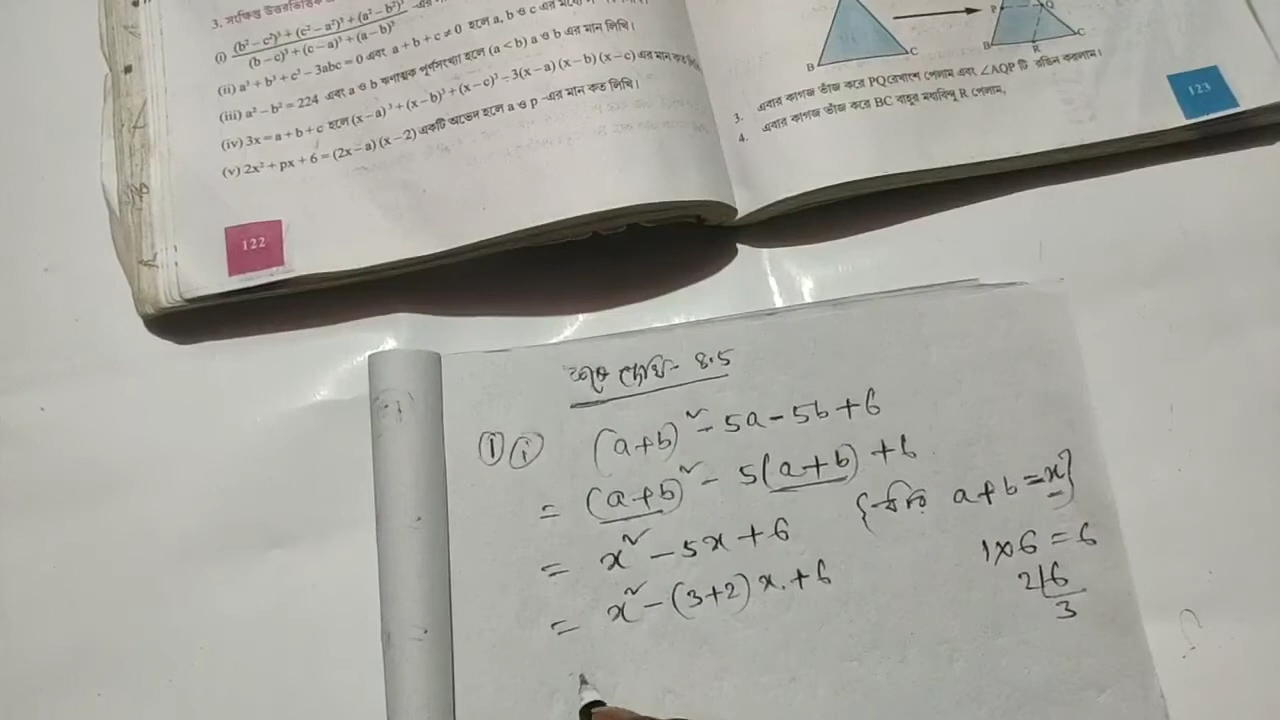 3. সংক্ষিপ্ত উত্তরভিত্তিক
(i) (b²−c²)³+(c²−a²)³+(a²−b²)³ / (b−c)³+(c−a)³+(a−b)³
(ii) a³+b³+c³−3abc=0 এবং a+b+c≠0 হলে a, b ও c এর
(iii) a²−b²=224 এবং a ও b ঋণাত্মক পূর্ণসংখ্যা হলে (a<b) a ও b এর মান লিখি।
(iv) 3x=a+b+c হলে (x−a)³+(x−b)³+(x−c)³−3(x−a)(x−b)(x−c) এর মান কত
(v) 2x²+px+6=(2x−a)(x−2) একটি অভেদ হলে a ও p -এর মান কত লিখি।
122
P Q
B C
B R C
3. এবার কাগজ ভাঁজ করে PQ রেখাংশ পেলাম এবং ∠AQP টি রঙিন করলাম।
4. এবার কাগজ ভাঁজ করে BC বাহুর মধ্যবিন্দু R পেলাম,
123
8.5
① ⓘ (a+b)² − 5a − 5b + 6
= (a+b)² − 5(a+b) + 6
= x² − 5x + 6 {ধরি a+b = x}
= x² − (3+2)x + 6
1×6 = 6
2|6
3